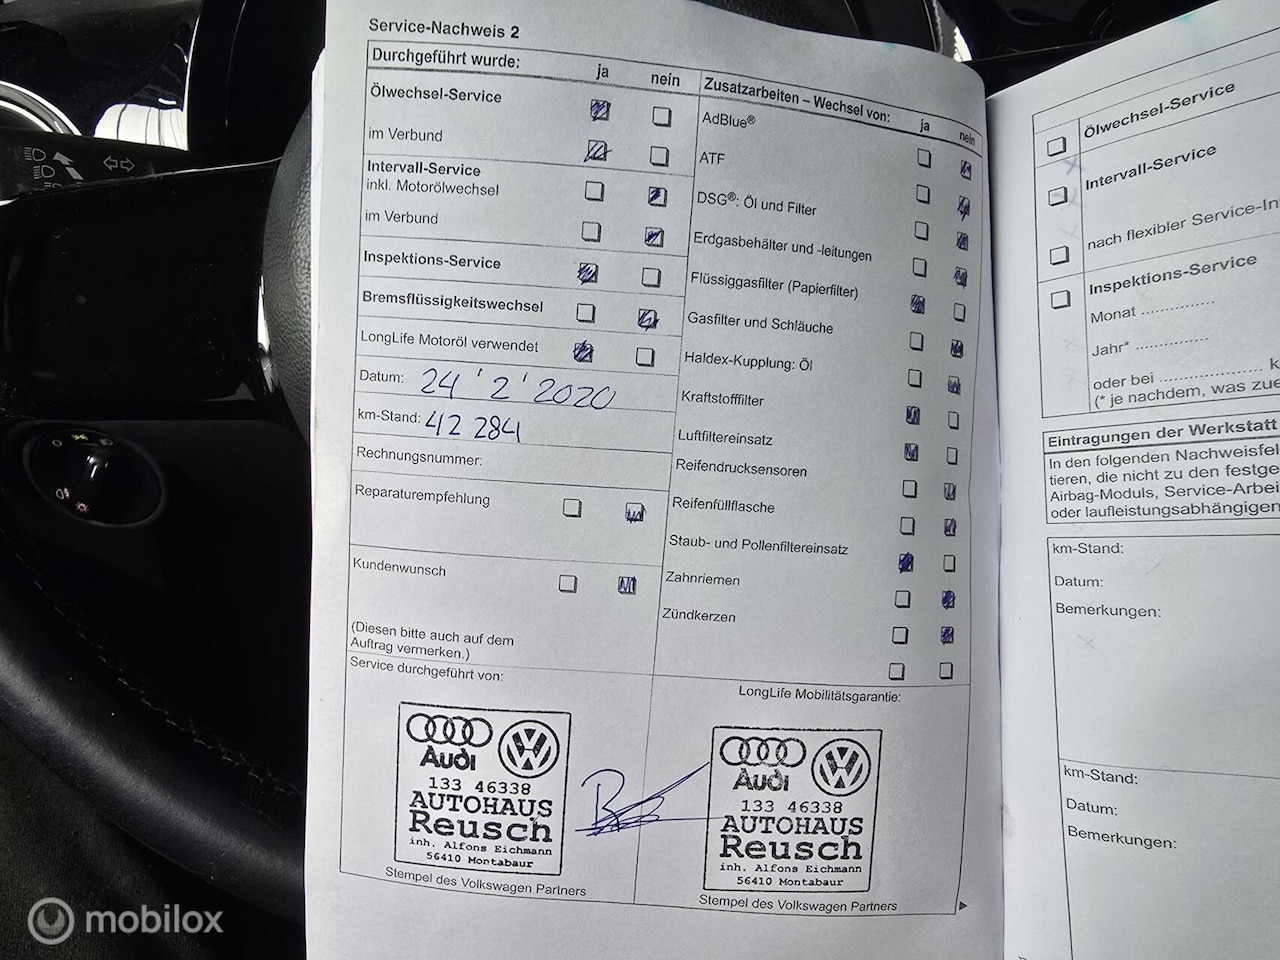 Service-Nachweis 2
Durchgeführt wurde: ja nein
Ölwechsel-Service
im Verbund
Intervall-Service
inkl. Motorölwechsel
im Verbund
Inspektions-Service
Bremsflüssigkeitswechsel
LongLife Motoröl verwendet
Datum: 24'2'2020
km-Stand: 42 284
Rechnungsnummer:
Reparaturempfehlung
Kundenwunsch
(Diesen bitte auch auf dem
Auftrag vermerken.)
Service durchgeführt von:
Audi
133 46338
AUTOHAUS
Reusch
inh. Alfons Eichmann
56410 Montabaur
Stempel des Volkswagen Partners
Zusatzarbeiten – Wechsel von: ja nein
AdBlue®
ATF
DSG®: Öl und Filter
Erdgasbehälter und -leitungen
Flüssiggasfilter (Papierfilter)
Gasfilter und Schläuche
Haldex-Kupplung: Öl
Kraftstofffilter
Luftfiltereinsatz
Reifendrucksensoren
Reifenfüllflasche
Staub- und Pollenfiltereinsatz
Zahnriemen
Zündkerzen
LongLife Mobilitätsgarantie:
Audi
133 46338
AUTOHAUS
Reusch
inh. Alfons Eichmann
56410 Montabaur
Stempel des Volkswagen Partners
Ölwechsel-Service
Intervall-Service
nach flexibler Service-In
Inspektions-Service
Monat ..............
Jahr* ..............
oder bei .................... k
(* je nachdem, was zue
Eintragungen der Werkstatt
In den folgenden Nachweisfel
tieren, die nicht zu den festge
Airbag-Moduls, Service-Arbei
oder laufleistungsabhängigen
km-Stand:
Datum:
Bemerkungen:
km-Stand:
Datum:
Bemerkungen:
mobilox